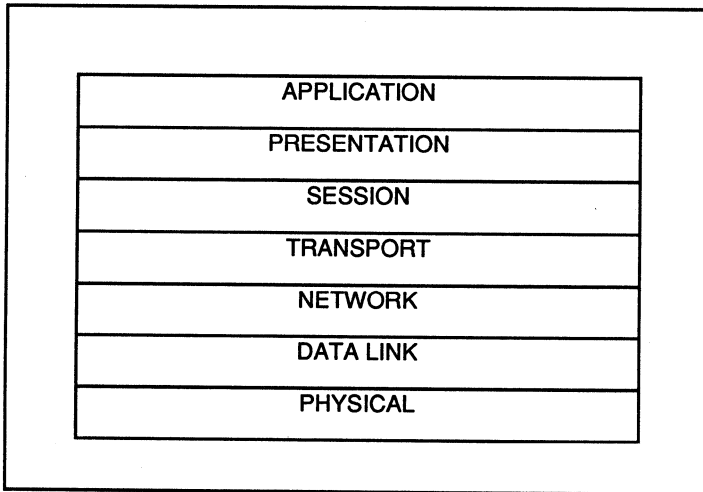 APPLICATION
PRESENTATION
SESSION
TRANSPORT
NETWORK
DATA LINK
PHYSICAL